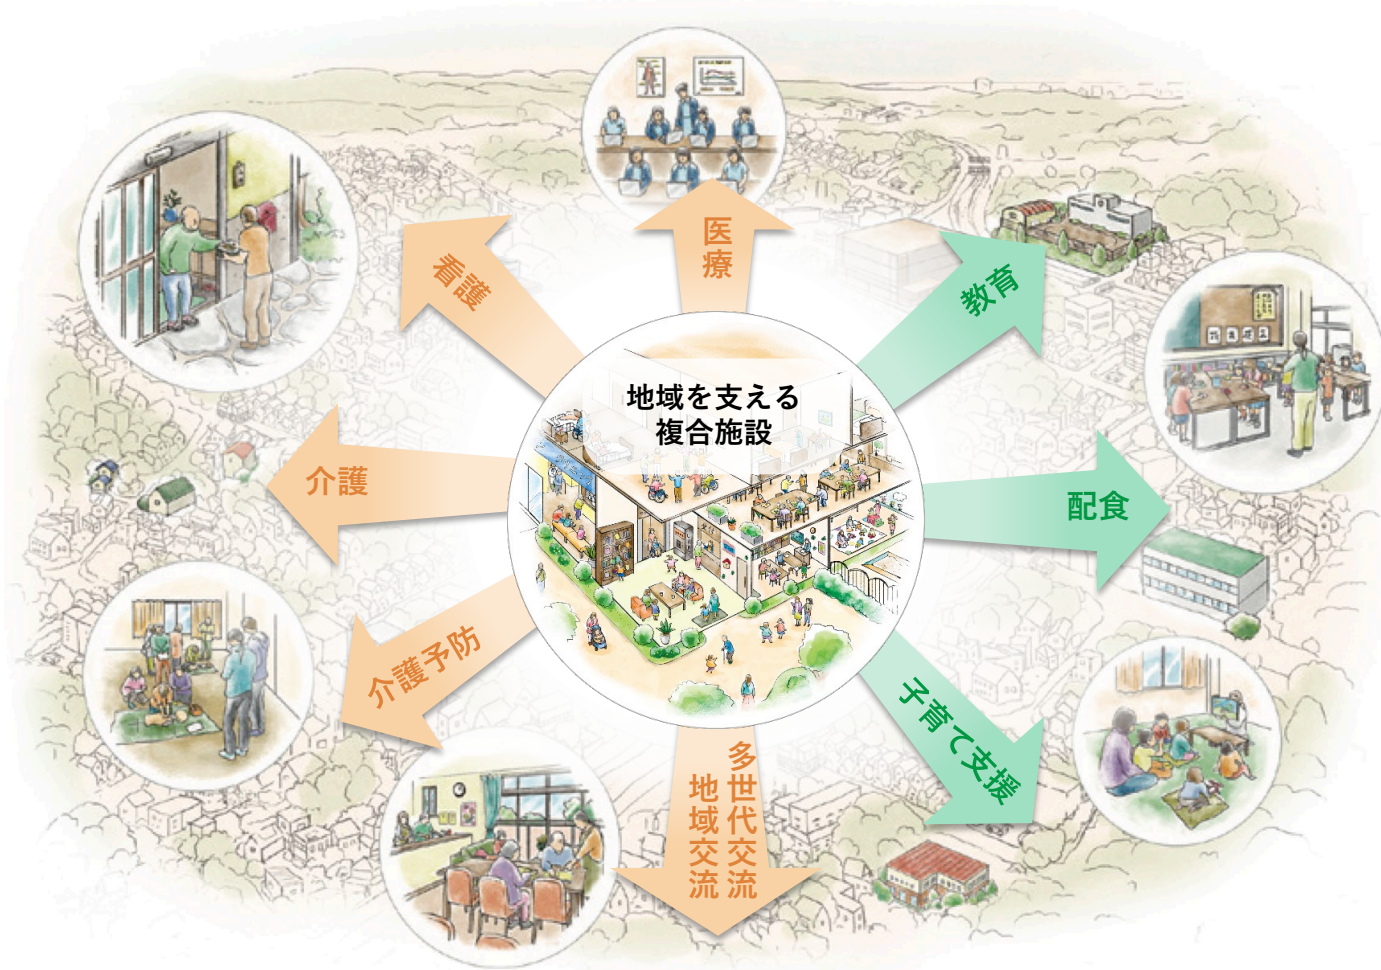 地域を支える
複合施設
医療
教育
配食
子育て支援
多世代交流
地域交流
介護予防
介護
看護